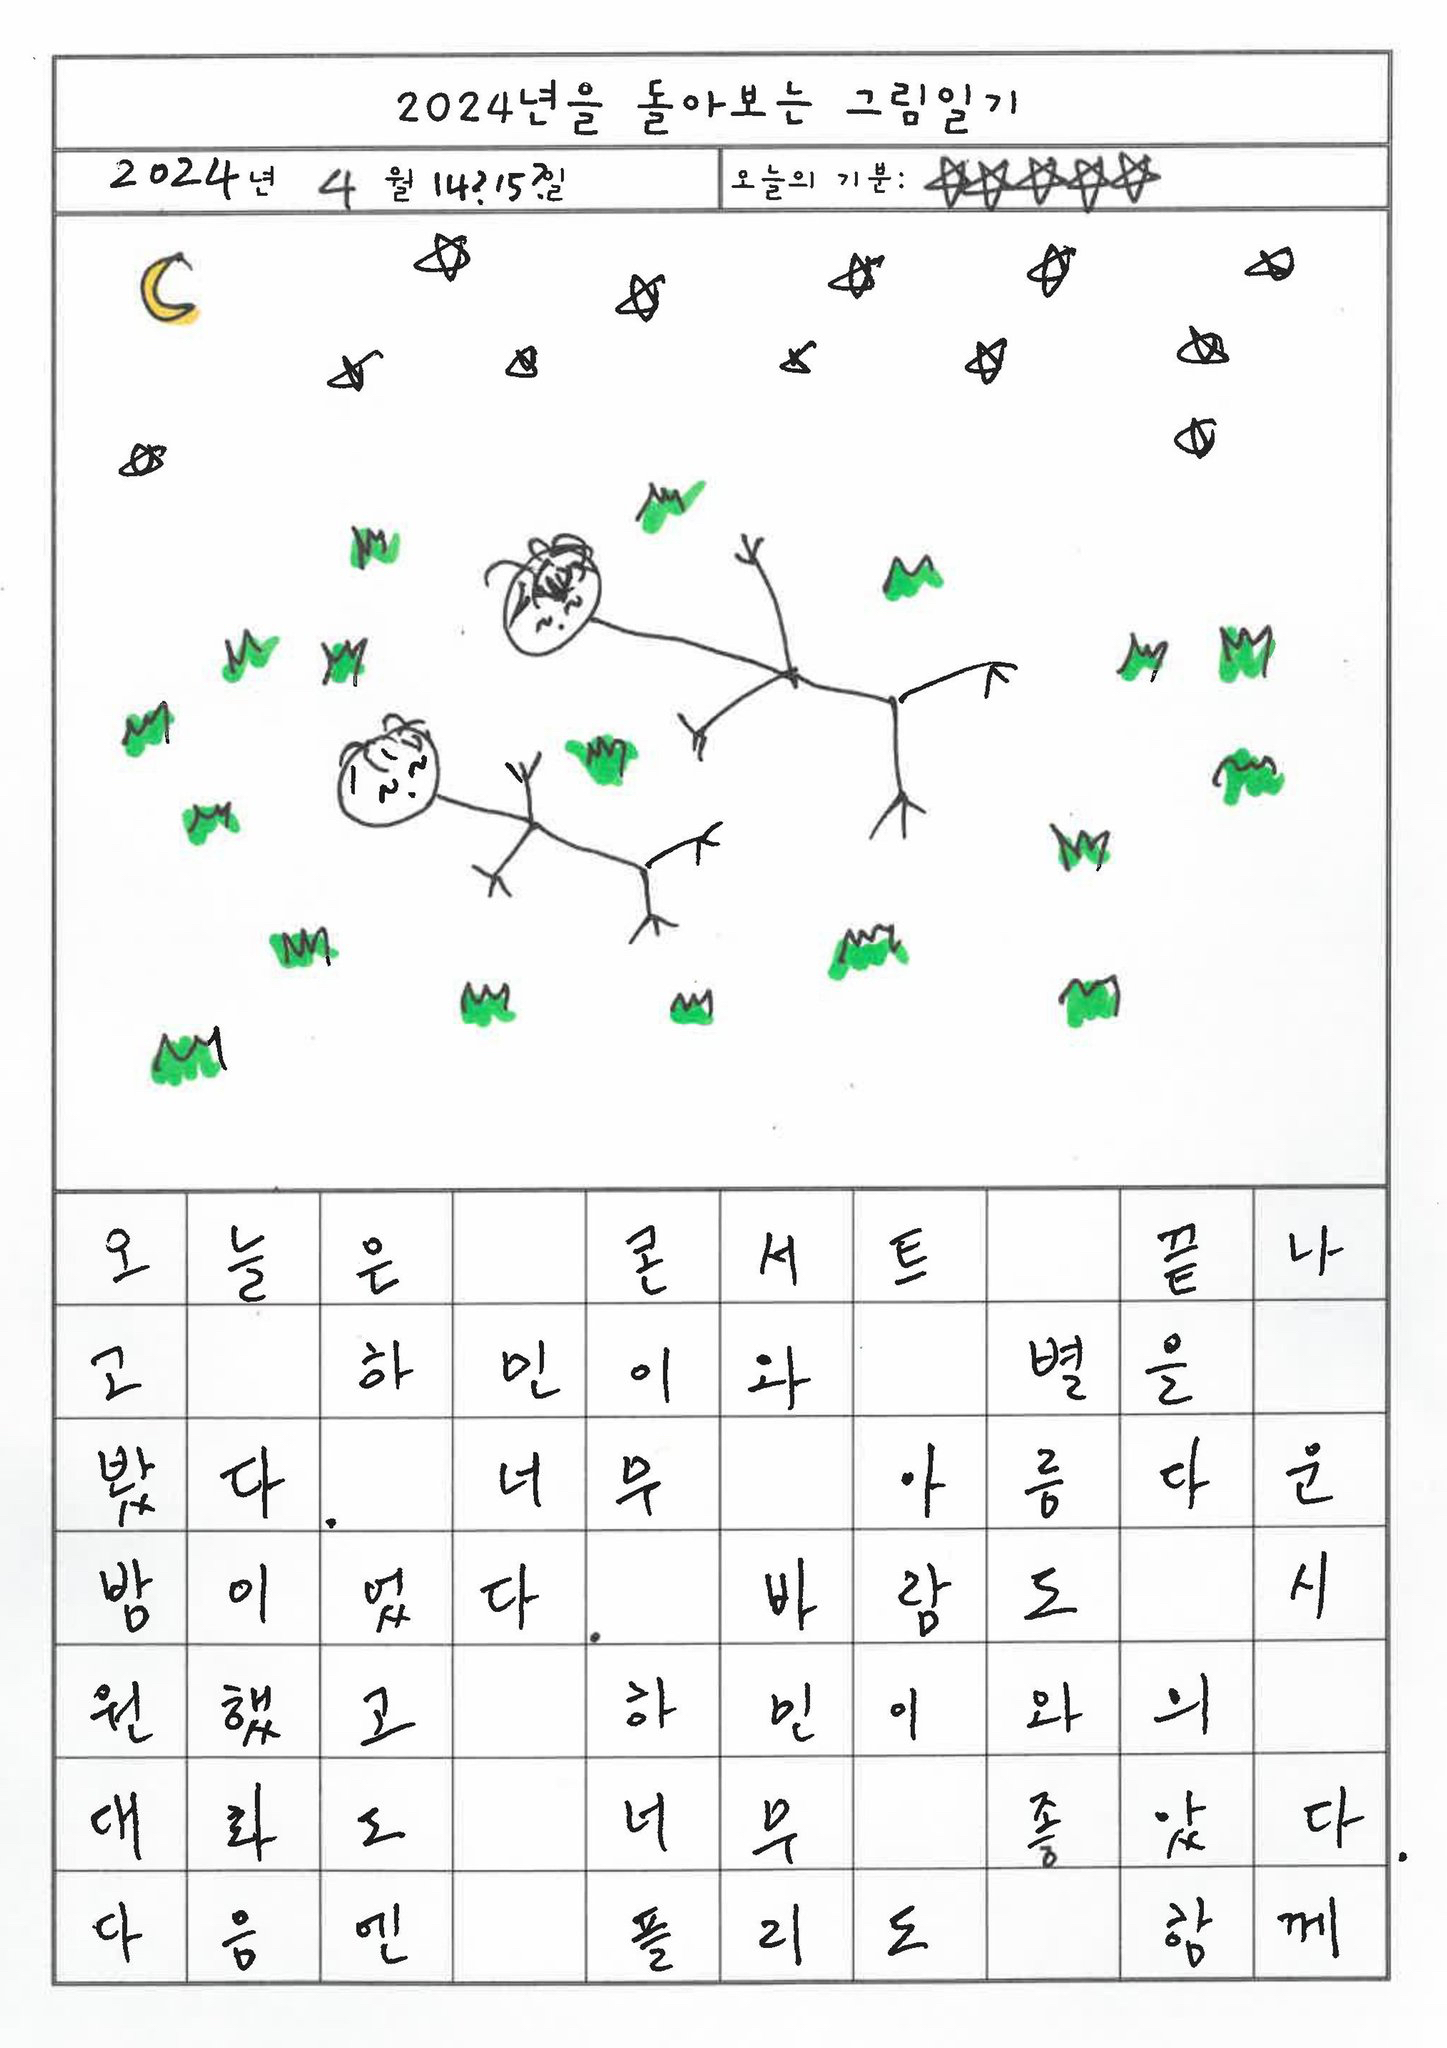 2024년을 돌아보는 그림일기
2024년 4월 14?15?일 오늘의 기분: ☆☆☆☆☆
오늘은 콘서트 끝나
고 하민이와 별을
봤다. 너무 아름다운
밤이었다. 바람도 시
원했고 하민이와의
대화도 너무 좋았다.
다음엔 플리도 함께